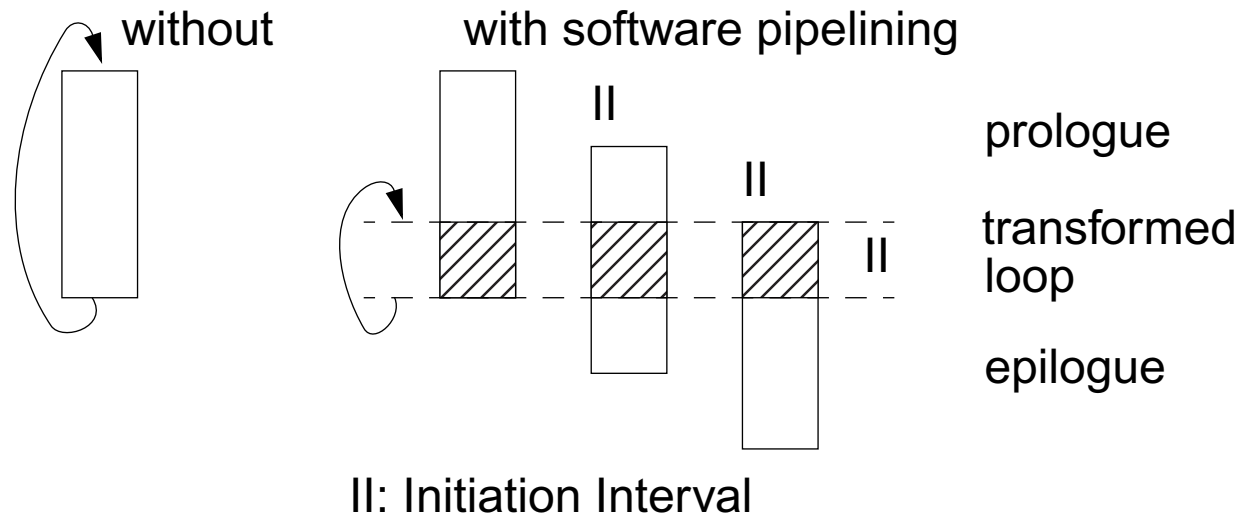 without
with software pipelining
II
prologue
II
transformed
loop
II
epilogue
II: Initiation Interval